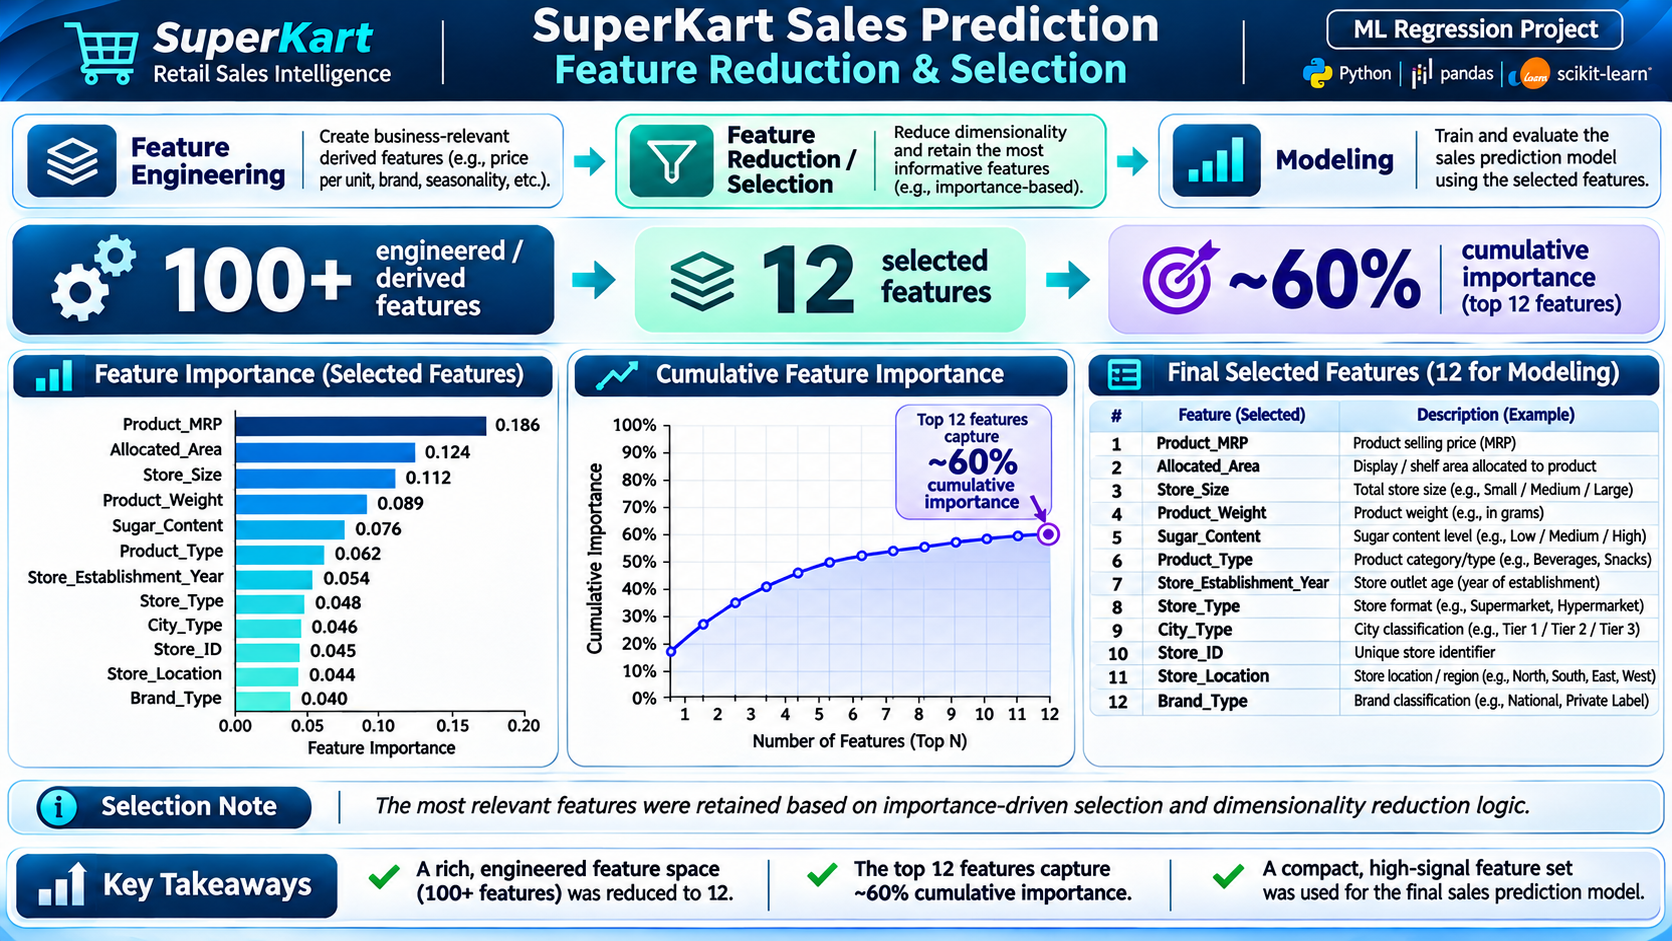 SuperKart
Retail Sales Intelligence
SuperKart Sales Prediction
Feature Reduction & Selection
ML Regression Project
Python | pandas | learn scikit-learn
Feature
Engineering
Create business-relevant
derived features (e.g., price
per unit, brand, seasonality, etc.).
Feature
Reduction /
Selection
Reduce dimensionality
and retain the most
informative features
(e.g., importance-based).
Modeling
Train and evaluate the
sales prediction model
using the selected features.
100+
engineered /
derived
features
12
selected
features
~60%
cumulative
importance
(top 12 features)
Feature Importance (Selected Features)
Product_MRP 0.186
Allocated_Area 0.124
Store_Size 0.112
Product_Weight 0.089
Sugar_Content 0.076
Product_Type 0.062
Store_Establishment_Year 0.054
Store_Type 0.048
City_Type 0.046
Store_ID 0.045
Store_Location 0.044
Brand_Type 0.040
0.00 0.05 0.10 0.15 0.20
Feature Importance
Cumulative Feature Importance
Top 12 features
capture
~60%
cumulative
importance
100%
90%
80%
70%
60%
50%
40%
30%
20%
10%
0%
Cumulative Importance
1 2 3 4 5 6 7 8 9 10 11 12
Number of Features (Top N)
Final Selected Features (12 for Modeling)
# Feature (Selected) Description (Example)
1 Product_MRP Product selling price (MRP)
2 Allocated_Area Display / shelf area allocated to product
3 Store_Size Total store size (e.g., Small / Medium / Large)
4 Product_Weight Product weight (e.g., in grams)
5 Sugar_Content Sugar content level (e.g., Low / Medium / High)
6 Product_Type Product category/type (e.g., Beverages, Snacks)
7 Store_Establishment_Year Store outlet age (year of establishment)
8 Store_Type Store format (e.g., Supermarket, Hypermarket)
9 City_Type City classification (e.g., Tier 1 / Tier 2 / Tier 3)
10 Store_ID Unique store identifier
11 Store_Location Store location / region (e.g., North, South, East, West)
12 Brand_Type Brand classification (e.g., National, Private Label)
Selection Note
The most relevant features were retained based on importance-driven selection and dimensionality reduction logic.
Key Takeaways
A rich, engineered feature space
(100+ features) was reduced to 12.
The top 12 features capture
~60% cumulative importance.
A compact, high-signal feature set
was used for the final sales prediction model.